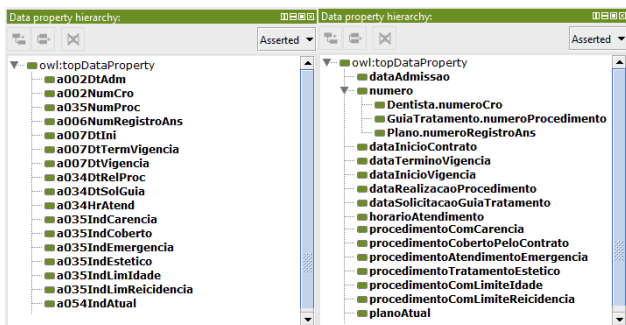 Data property hierarchy:
Asserted
owl:topDataProperty
a002DtAdm
a002NumCro
a035NumProc
a006NumRegistroAns
a007DtIni
a007DtTermVigencia
a007DtVigencia
a034DtRelProc
a034DtSolGuia
a034HrAtend
a035IndCarencia
a035IndCoberto
a035IndEmergencia
a035IndEstetico
a035IndLimIdade
a035IndLimReicidencia
a054IndAtual
Data property hierarchy:
Asserted
owl:topDataProperty
dataAdmissao
numero
Dentista.numeroCro
GuiaTratamento.numeroProcedimento
Plano.numeroRegistroAns
dataInicioContrato
dataTerminoVigencia
dataInicioVigencia
dataRealizacaoProcedimento
dataSolicitacaoGuiaTratamento
horarioAtendimento
procedimentoComCarencia
procedimentoCobertoPeloContrato
procedimentoAtendimentoEmergencia
procedimentoTratamentoEstetico
procedimentoComLimiteIdade
procedimentoComLimiteReicidencia
planoAtual